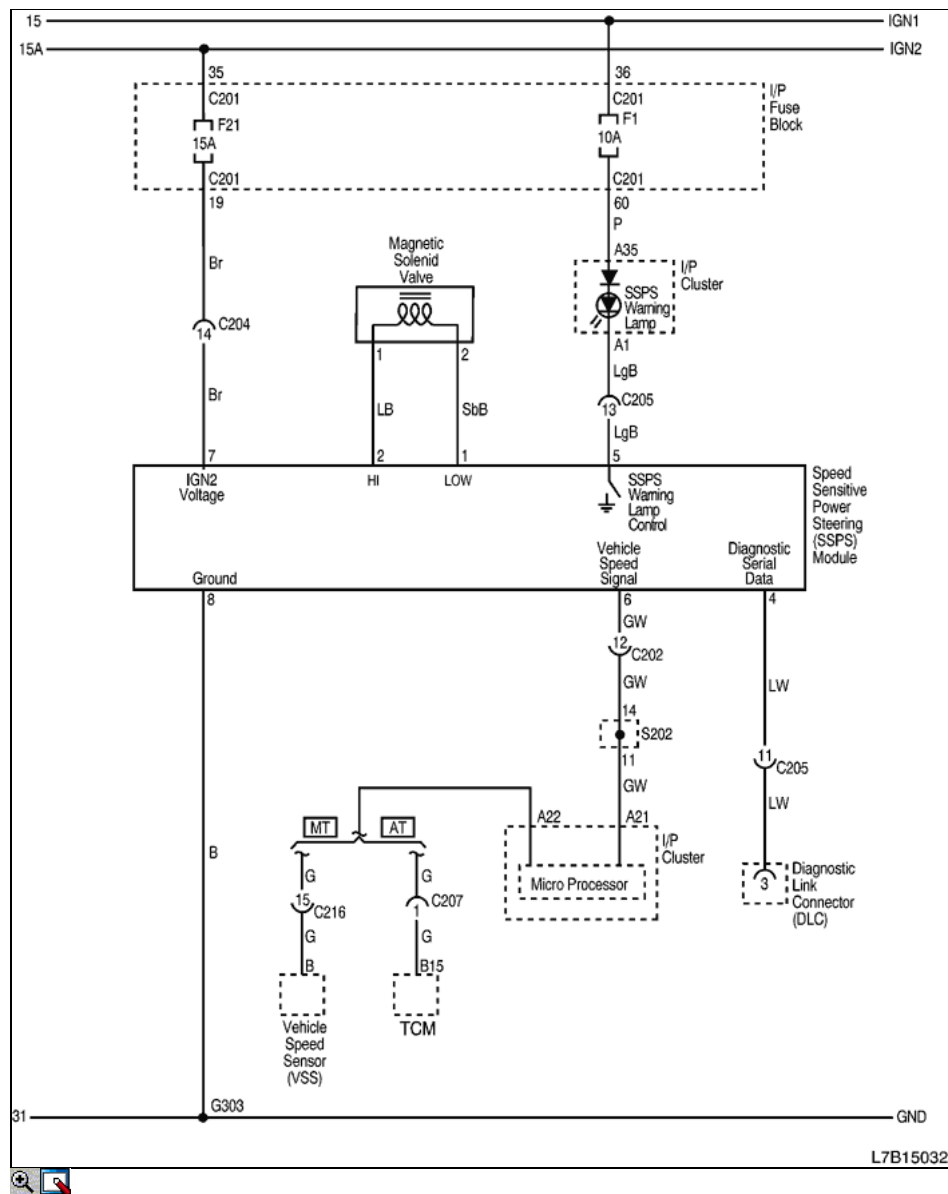 15 IGN1
15A IGN2
35 36
C201 C201
I/P
Fuse
Block
F21 F1
15A 10A
C201 C201
19 60
P
Br
A35
Magnetic
Solenid
Valve
I/P
Cluster
SSPS
Warning
Lamp
C204
14
1 2
A1
LgB
Br
LB SbB
C205
13
LgB
7 2 1 5
IGN2
Voltage
HI LOW
SSPS
Warning
Lamp
Control
Speed
Sensitive
Power
Steering
(SSPS)
Module
Vehicle
Speed
Signal
Diagnostic
Serial
Data
Ground
8 6 4
GW
12
C202
GW
LW
14
S202
11
11
C205
GW
LW
MT AT
A22 A21
I/P
Cluster
B
Micro Processor
3
Diagnostic
Link
Connector
(DLC)
G G
15
C216
1
C207
G G
B B15
Vehicle
Speed
Sensor
(VSS)
TCM
G303
31 GND
L7B15032